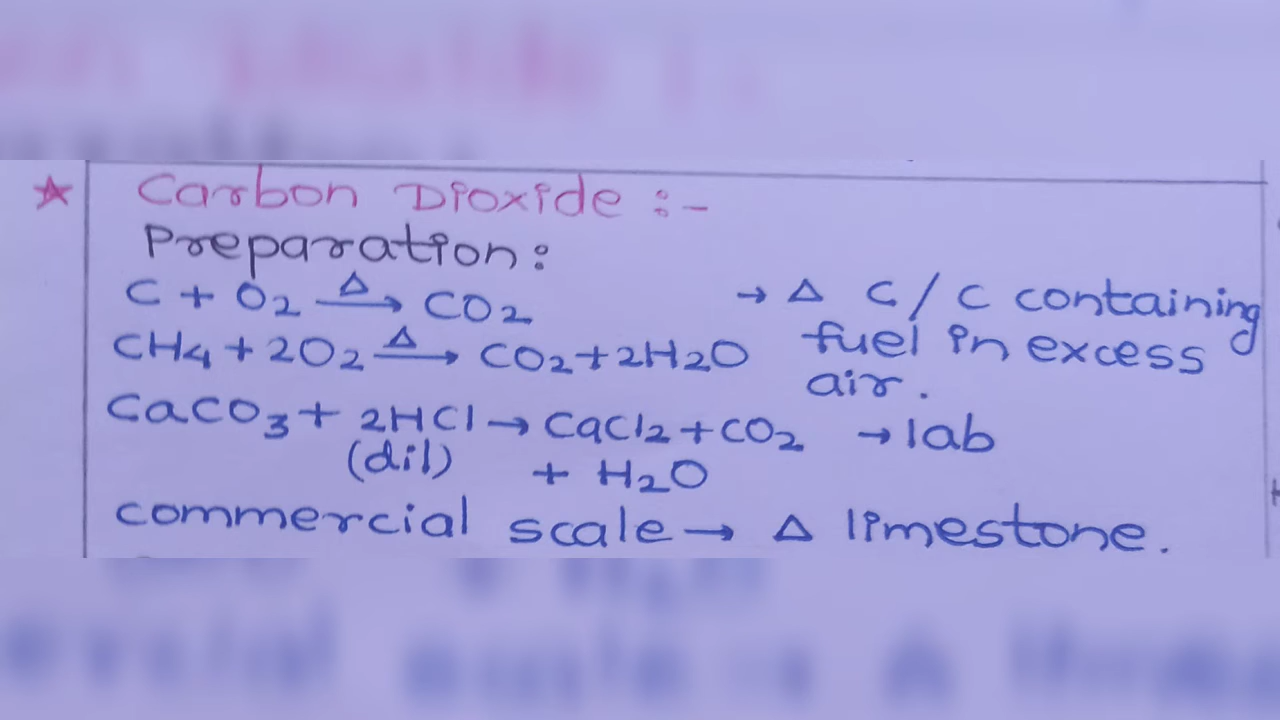 ★ Carbon Dioxide :-
Preparation:
C + O₂ —Δ→ CO₂ → Δ C / C containing
fuel in excess
air.
CH₄ + 2O₂ —Δ→ CO₂ + 2H₂O
CaCO₃ + 2HCl → CaCl₂ + CO₂ → lab
(dil) + H₂O
commercial scale → Δ limestone.